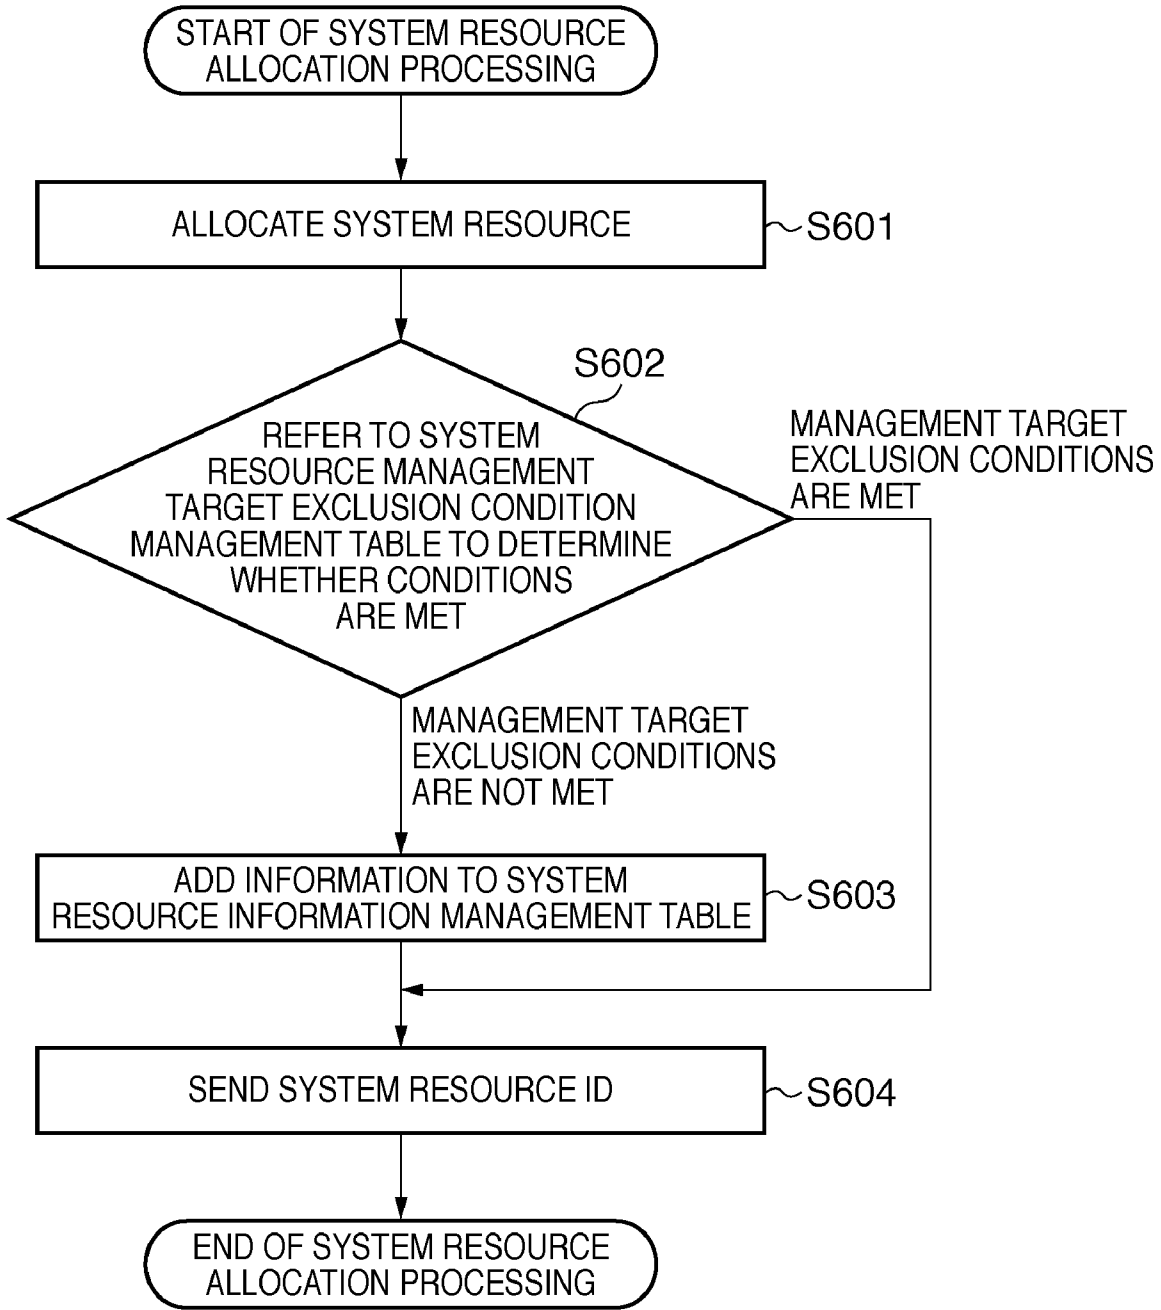 START OF SYSTEM RESOURCE
ALLOCATION PROCESSING
ALLOCATE SYSTEM RESOURCE
S601
S602
REFER TO SYSTEM
RESOURCE MANAGEMENT
TARGET EXCLUSION CONDITION
MANAGEMENT TABLE TO DETERMINE
WHETHER CONDITIONS
ARE MET
MANAGEMENT TARGET
EXCLUSION CONDITIONS
ARE MET
MANAGEMENT TARGET
EXCLUSION CONDITIONS
ARE NOT MET
ADD INFORMATION TO SYSTEM
RESOURCE INFORMATION MANAGEMENT TABLE
S603
SEND SYSTEM RESOURCE ID
S604
END OF SYSTEM RESOURCE
ALLOCATION PROCESSING